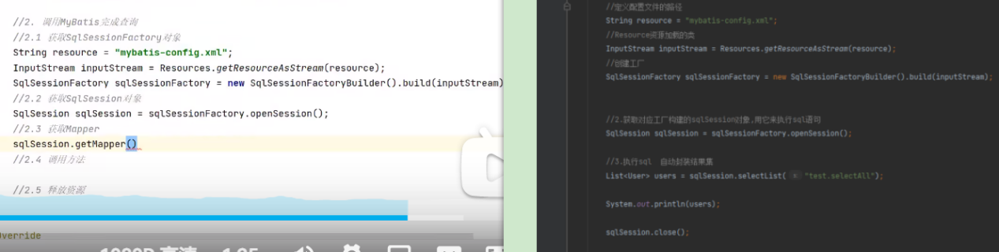 //2. 调用MyBatis完成查询
//2.1 获取SqlSessionFactory对象
String resource = "mybatis-config.xml";
InputStream inputStream = Resources.getResourceAsStream(resource);
SqlSessionFactory sqlSessionFactory = new SqlSessionFactoryBuilder().build(inputStream)
//2.2 获取SqlSession对象
SqlSession sqlSession = sqlSessionFactory.openSession();
//2.3 获取Mapper
sqlSession.getMapper()
//2.4 调用方法
//2.5 释放资源
verride
//定义配置文件的路径
String resource = "mybatis-config.xml";
//Resource资源加载的类
InputStream inputStream = Resources.getResourceAsStream(resource);
//创建工厂
SqlSessionFactory sqlSessionFactory = new SqlSessionFactoryBuilder().build(inputStream);
//2.获取对应工厂构建的sqlSession对象,用它来执行sql语句
SqlSession sqlSession = sqlSessionFactory.openSession();
//3.执行sql 自动封装结果集
List<User> users = sqlSession.selectList( s: "test.selectAll");
System.out.println(users);
sqlSession.close();